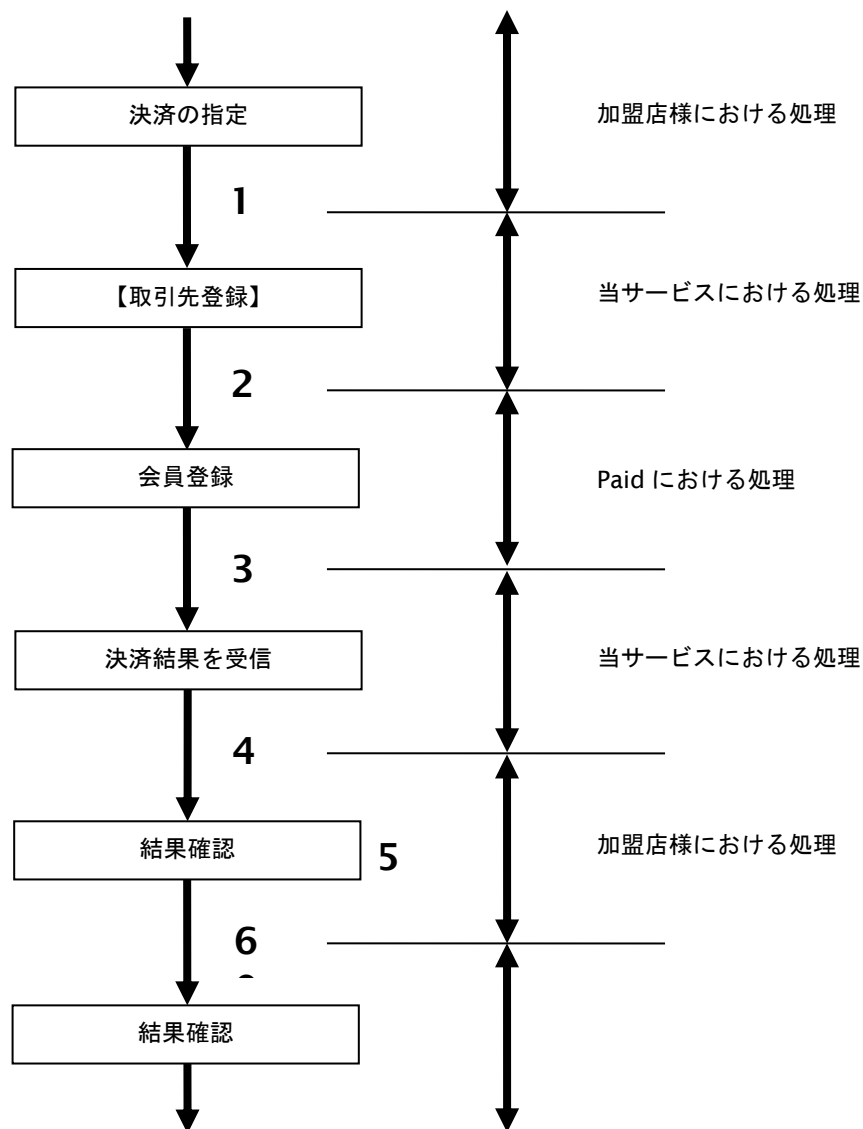 決済の指定
加盟店様における処理
1
【取引先登録】
当サービスにおける処理
2
会員登録
Paid における処理
3
決済結果を受信
当サービスにおける処理
4
結果確認
5
加盟店様における処理
6
結果確認